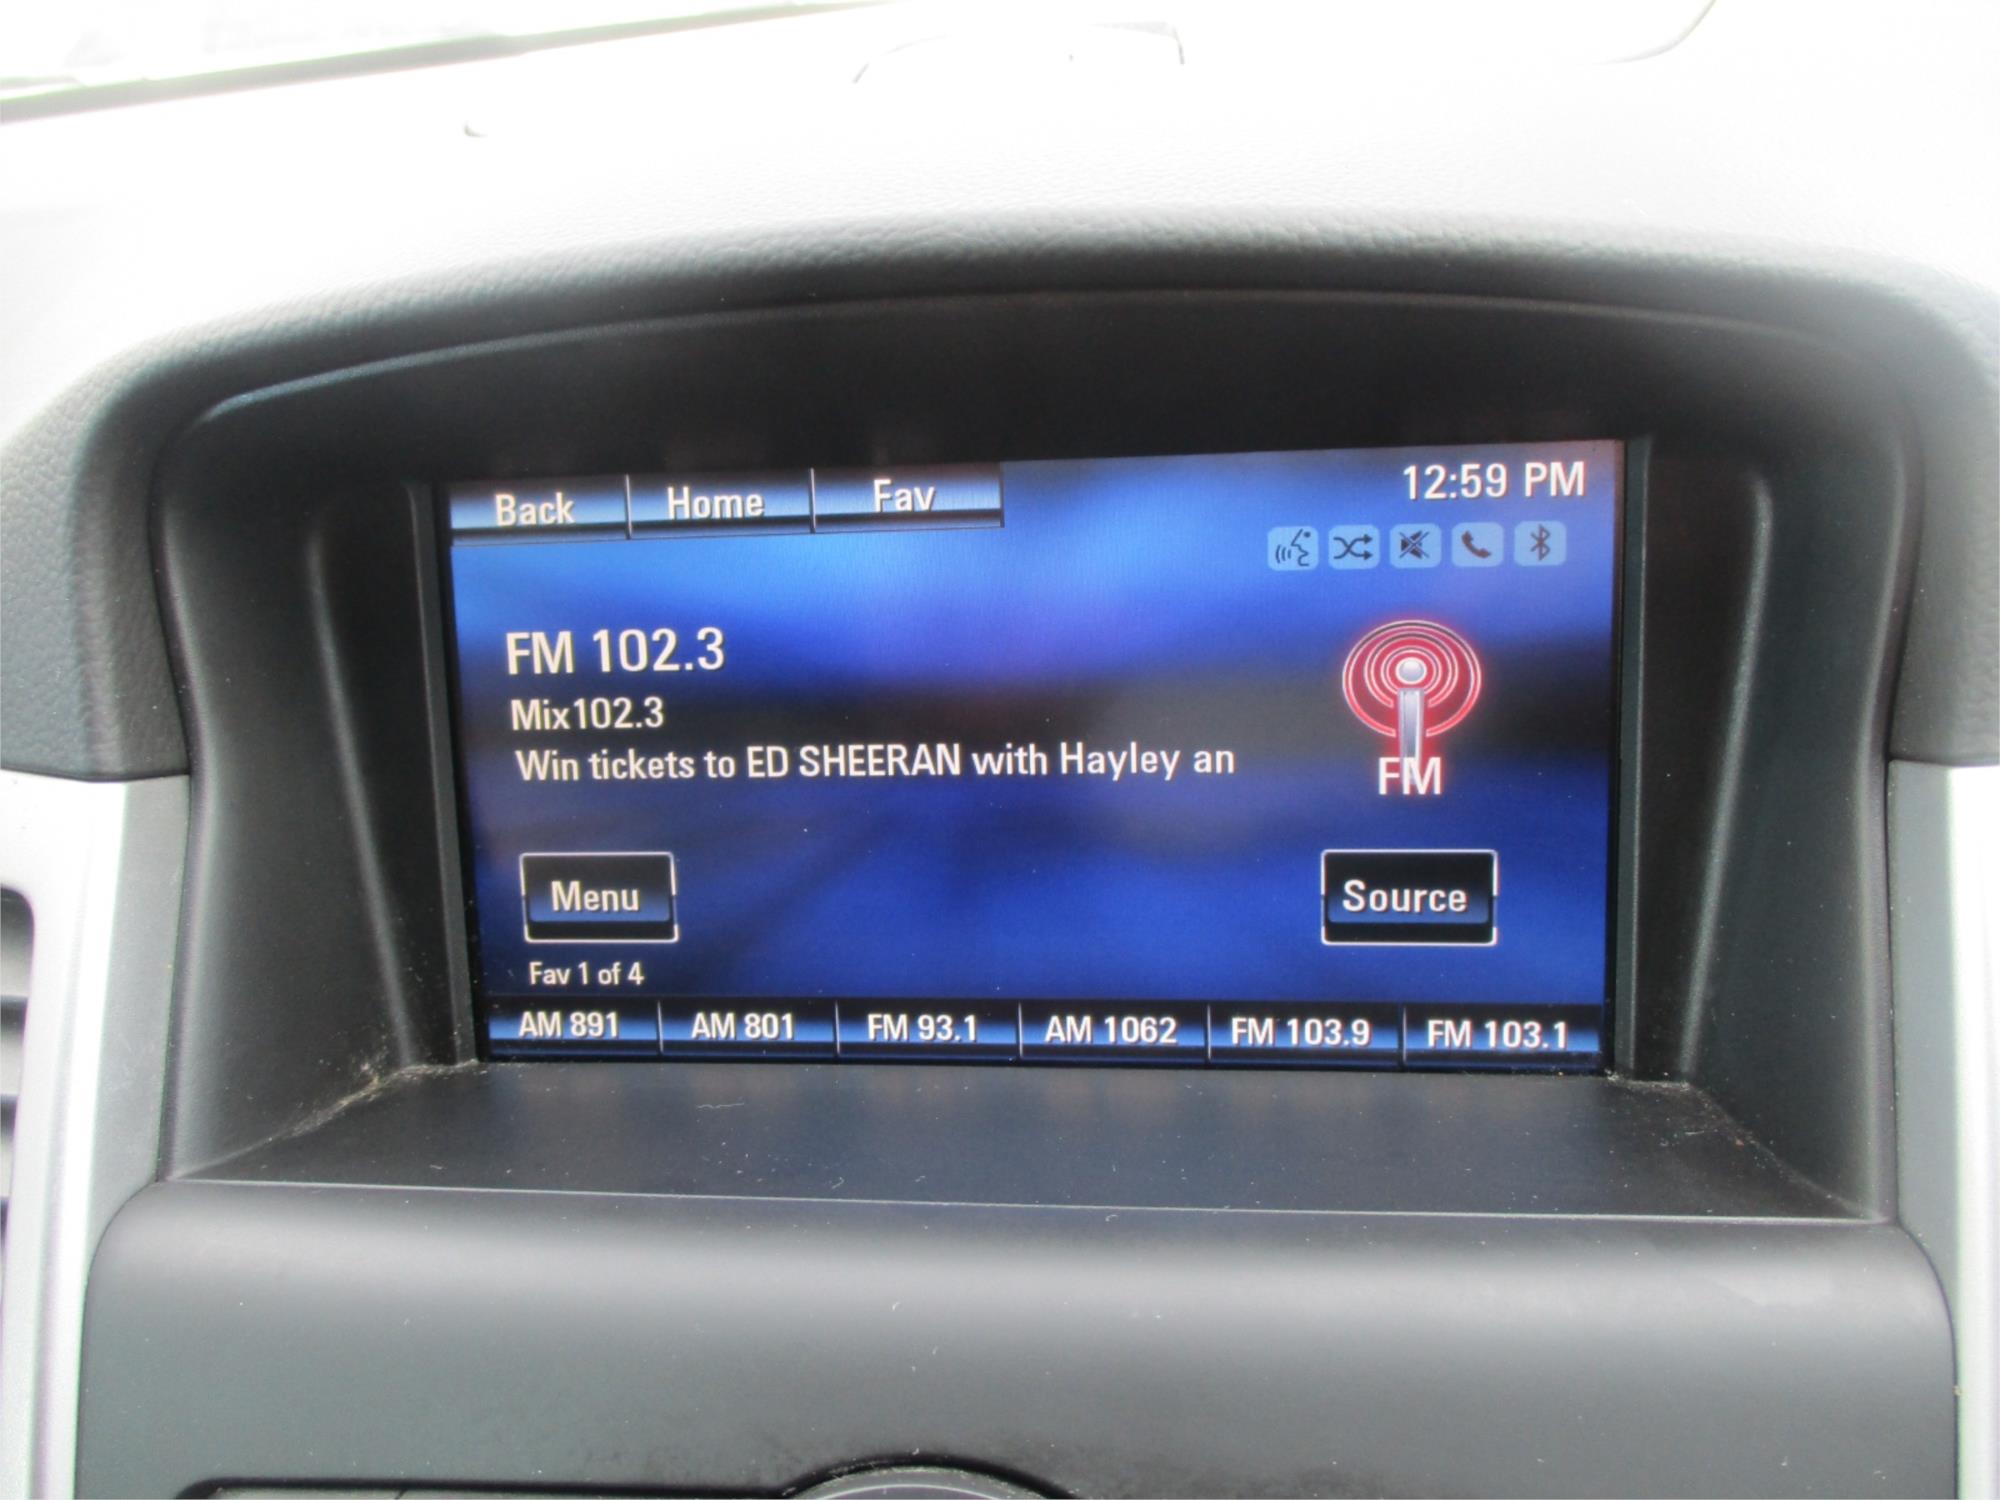 Back Home Fav 12:59 PM
FM 102.3
Mix102.3
Win tickets to ED SHEERAN with Hayley an
FM
Menu Source
Fav 1 of 4
AM 891 AM 801 FM 93.1 AM 1062 FM 103.9 FM 103.1